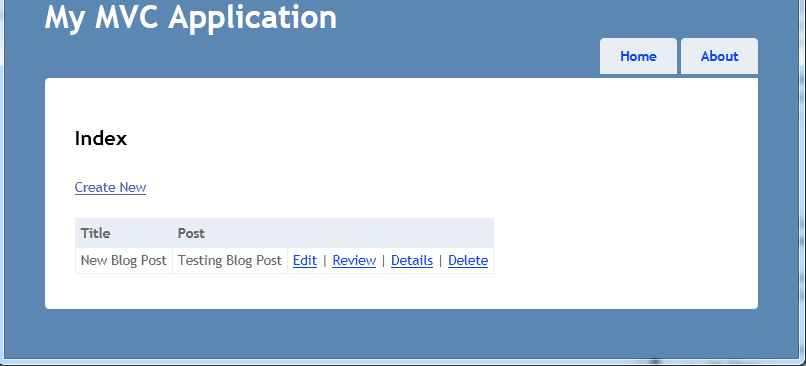 My MVC Application
Home About
Index
Create New
Title Post
New Blog Post Testing Blog Post Edit | Review | Details | Delete